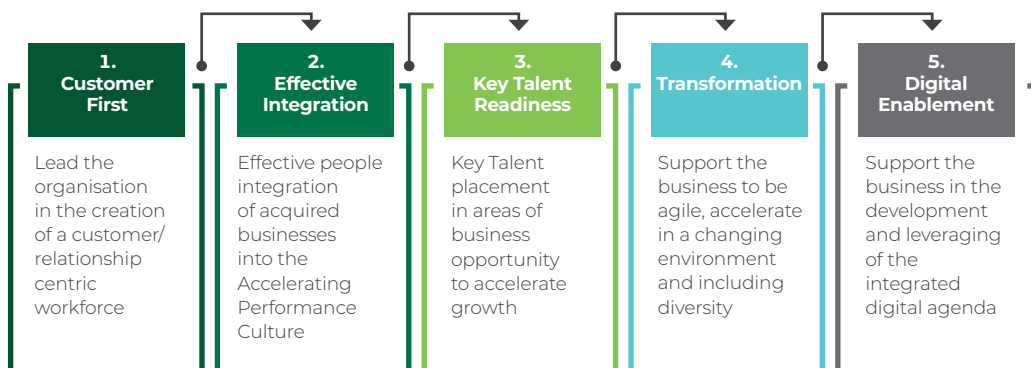 1.
Customer
First
Lead the
organisation
in the creation
of a customer/
relationship
centric
workforce
2.
Effective
Integration
Effective people
integration
of acquired
businesses
into the
Accelerating
Performance
Culture
3.
Key Talent
Readiness
Key Talent
placement
in areas of
business
opportunity
to accelerate
growth
4.
Transformation
Support the
business to be
agile, accelerate
in a changing
environment
and including
diversity
5.
Digital
Enablement
Support the
business in the
development
and leveraging
of the
integrated
digital agenda